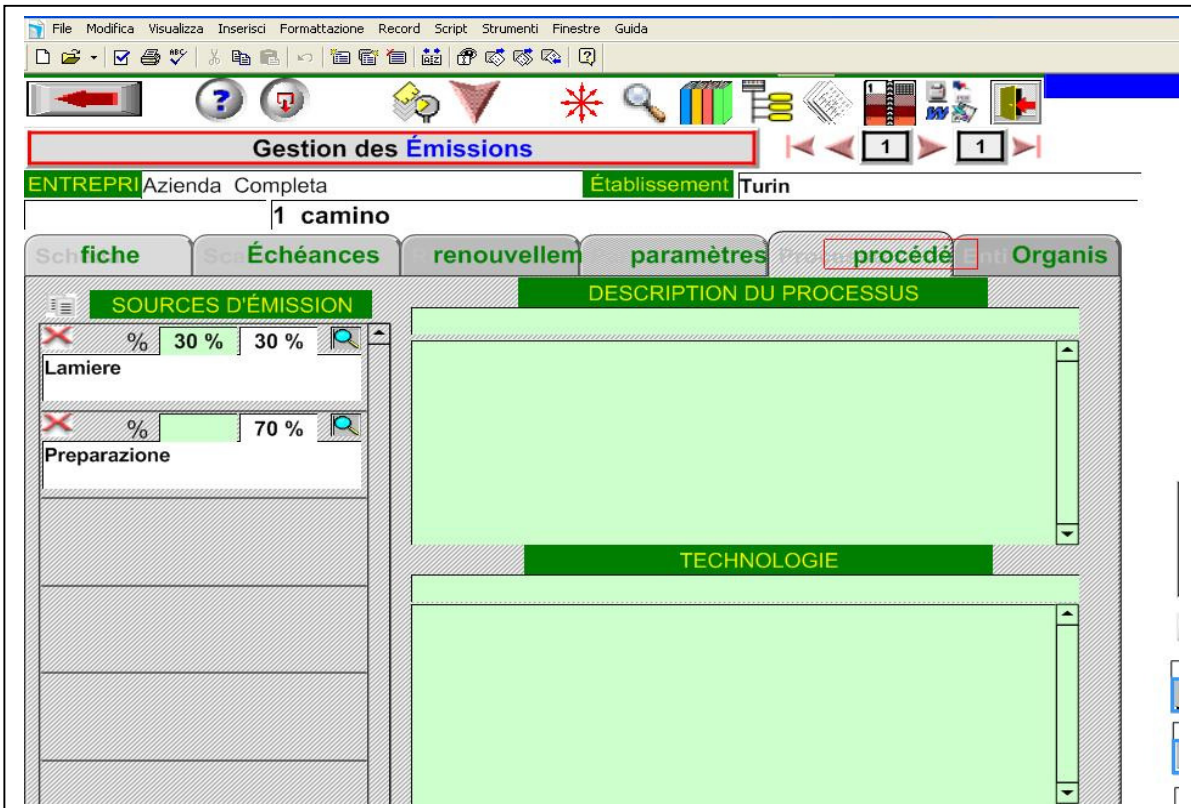 File Modifica Visualizza Inserisci Formattazione Record Script Strumenti Finestre Guida
Gestion des Émissions
1 1
ENTREPRI Azienda Completa Établissement Turin
1 camino
fiche Échéances renouvellem paramètres procédé Organis
SOURCES D'ÉMISSION
DESCRIPTION DU PROCESSUS
% 30 % 30 %
Lamiere
% 70 %
Preparazione
TECHNOLOGIE